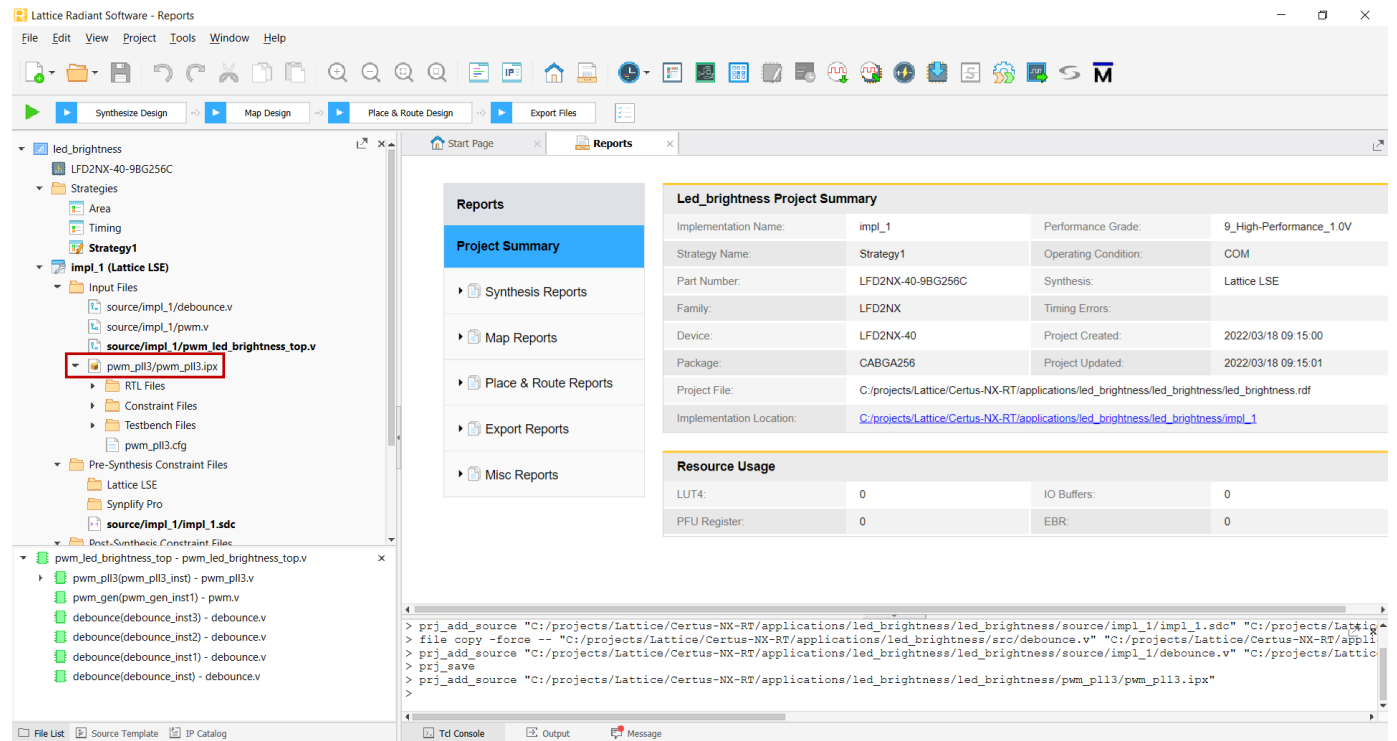 Lattice Radiant Software - Reports
File Edit View Project Tools Window Help
IP
Synthesize Design
Map Design
Place & Route Design
Export Files
led_brightness
LFD2NX-40-9BG256C
Strategies
Area
Timing
Strategy1
impl_1 (Lattice LSE)
Input Files
source/impl_1/debounce.v
source/impl_1/pwm.v
source/impl_1/pwm_led_brightness_top.v
pwm_pll3/pwm_pll3.ipx
RTL Files
Constraint Files
Testbench Files
pwm_pll3.cfg
Pre-Synthesis Constraint Files
Lattice LSE
Synplify Pro
source/impl_1/impl_1.sdc
Post-Synthesis Constraint Files
pwm_led_brightness_top - pwm_led_brightness_top.v
pwm_pll3(pwm_pll3_inst) - pwm_pll3.v
pwm_gen(pwm_gen_inst1) - pwm.v
debounce(debounce_inst3) - debounce.v
debounce(debounce_inst2) - debounce.v
debounce(debounce_inst1) - debounce.v
debounce(debounce_inst) - debounce.v
File List Source Template IP Catalog
Start Page
Reports
Reports
Project Summary
Synthesis Reports
Map Reports
Place & Route Reports
Export Reports
Misc Reports
Led_brightness Project Summary
Implementation Name: impl_1 Performance Grade: 9_High-Performance_1.0V
Strategy Name: Strategy1 Operating Condition: COM
Part Number: LFD2NX-40-9BG256C Synthesis: Lattice LSE
Family: LFD2NX Timing Errors:
Device: LFD2NX-40 Project Created: 2022/03/18 09:15:00
Package: CABGA256 Project Updated: 2022/03/18 09:15:01
Project File: C:/projects/Lattice/Certus-NX-RT/applications/led_brightness/led_brightness/led_brightness.rdf
Implementation Location: C:/projects/Lattice/Certus-NX-RT/applications/led_brightness/led_brightness/impl_1
Resource Usage
LUT4: 0 IO Buffers: 0
PFU Register: 0 EBR: 0
> prj_add_source "C:/projects/Lattice/Certus-NX-RT/applications/led_brightness/led_brightness/source/impl_1/impl_1.sdc" "C:/projects/Lattic
> file copy -force -- "C:/projects/Lattice/Certus-NX-RT/applications/led_brightness/src/debounce.v" "C:/projects/Lattice/Certus-NX-RT/appli
> prj_add_source "C:/projects/Lattice/Certus-NX-RT/applications/led_brightness/led_brightness/source/impl_1/debounce.v" "C:/projects/Lattic
> prj_save
> prj_add_source "C:/projects/Lattice/Certus-NX-RT/applications/led_brightness/led_brightness/pwm_pll3/pwm_pll3.ipx"
>
Tcl Console Output Message